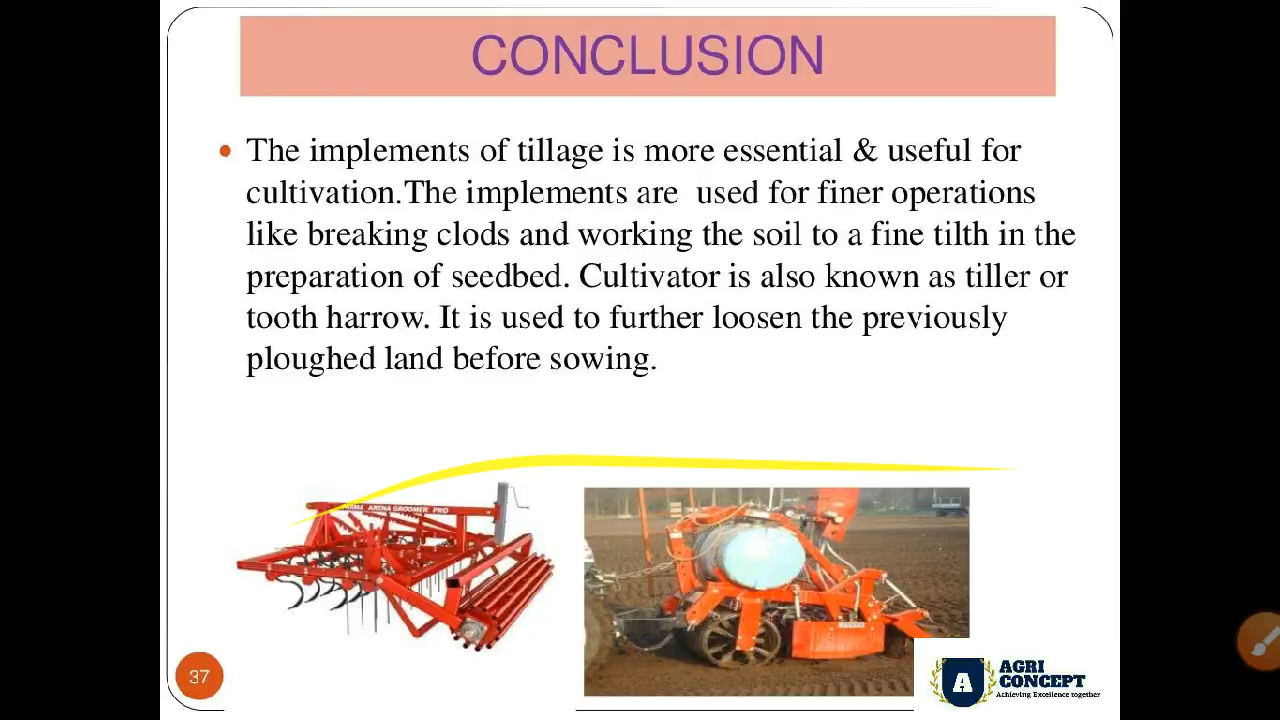 CONCLUSION
• The implements of tillage is more essential & useful for
cultivation.The implements are used for finer operations
like breaking clods and working the soil to a fine tilth in the
preparation of seedbed. Cultivator is also known as tiller or
tooth harrow. It is used to further loosen the previously
ploughed land before sowing.
ARENA GROOMER PRO
37
A
AGRI
CONCEPT
Achieving Excellence together